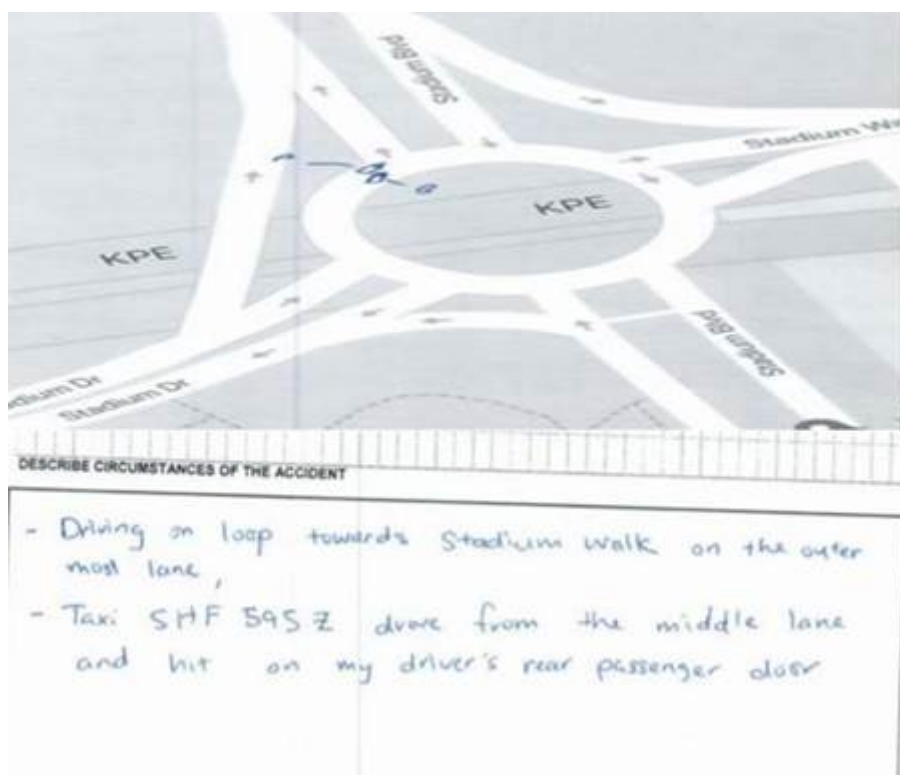 Stadium Blvd
Stadium Wa
KPE
KPE
Stadium Blvd
dium Dr
Stadium Dr
DESCRIBE CIRCUMSTANCES OF THE ACCIDENT
- Driving on loop towards Stadium Walk on the outer
most lane,
- Taxi SHF 595 Z drove from the middle lane
and hit on my driver's rear passenger door